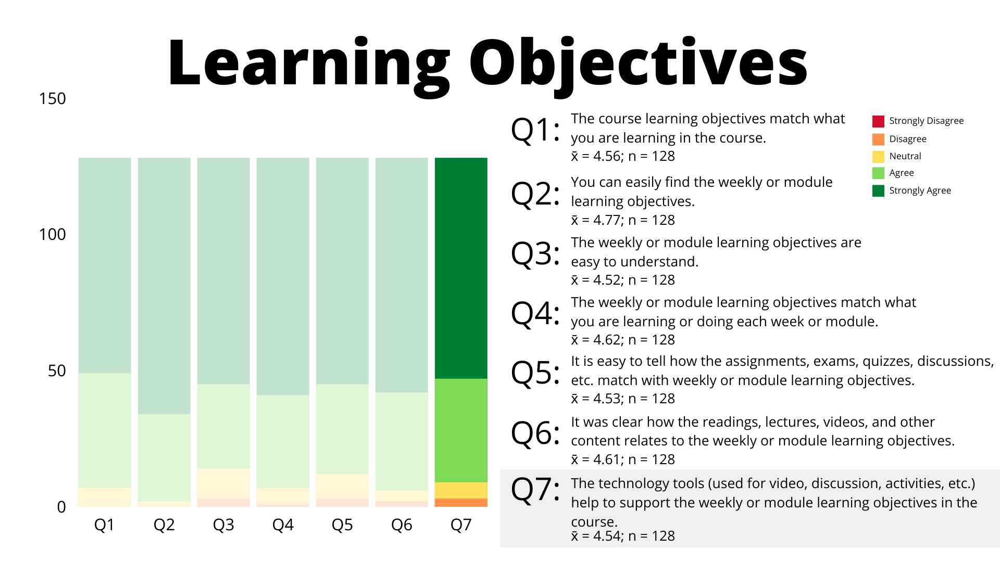 Learning Objectives
150
100
50
0
Q1
Q2
Q3
Q4
Q5
Q6
Q7
Q1:
The course learning objectives match what
you are learning in the course.
x̄ = 4.56; n = 128
Q2:
You can easily find the weekly or module
learning objectives.
x̄ = 4.77; n = 128
Q3:
The weekly or module learning objectives are
easy to understand.
x̄ = 4.52; n = 128
Q4:
The weekly or module learning objectives match what
you are learning or doing each week or module.
x̄ = 4.62; n = 128
Q5:
It is easy to tell how the assignments, exams, quizzes, discussions,
etc. match with weekly or module learning objectives.
x̄ = 4.53; n = 128
Q6:
It was clear how the readings, lectures, videos, and other
content relates to the weekly or module learning objectives.
x̄ = 4.61; n = 128
Q7:
The technology tools (used for video, discussion, activities, etc.)
help to support the weekly or module learning objectives in the
course.
x̄ = 4.54; n = 128
Strongly Disagree
Disagree
Neutral
Agree
Strongly Agree